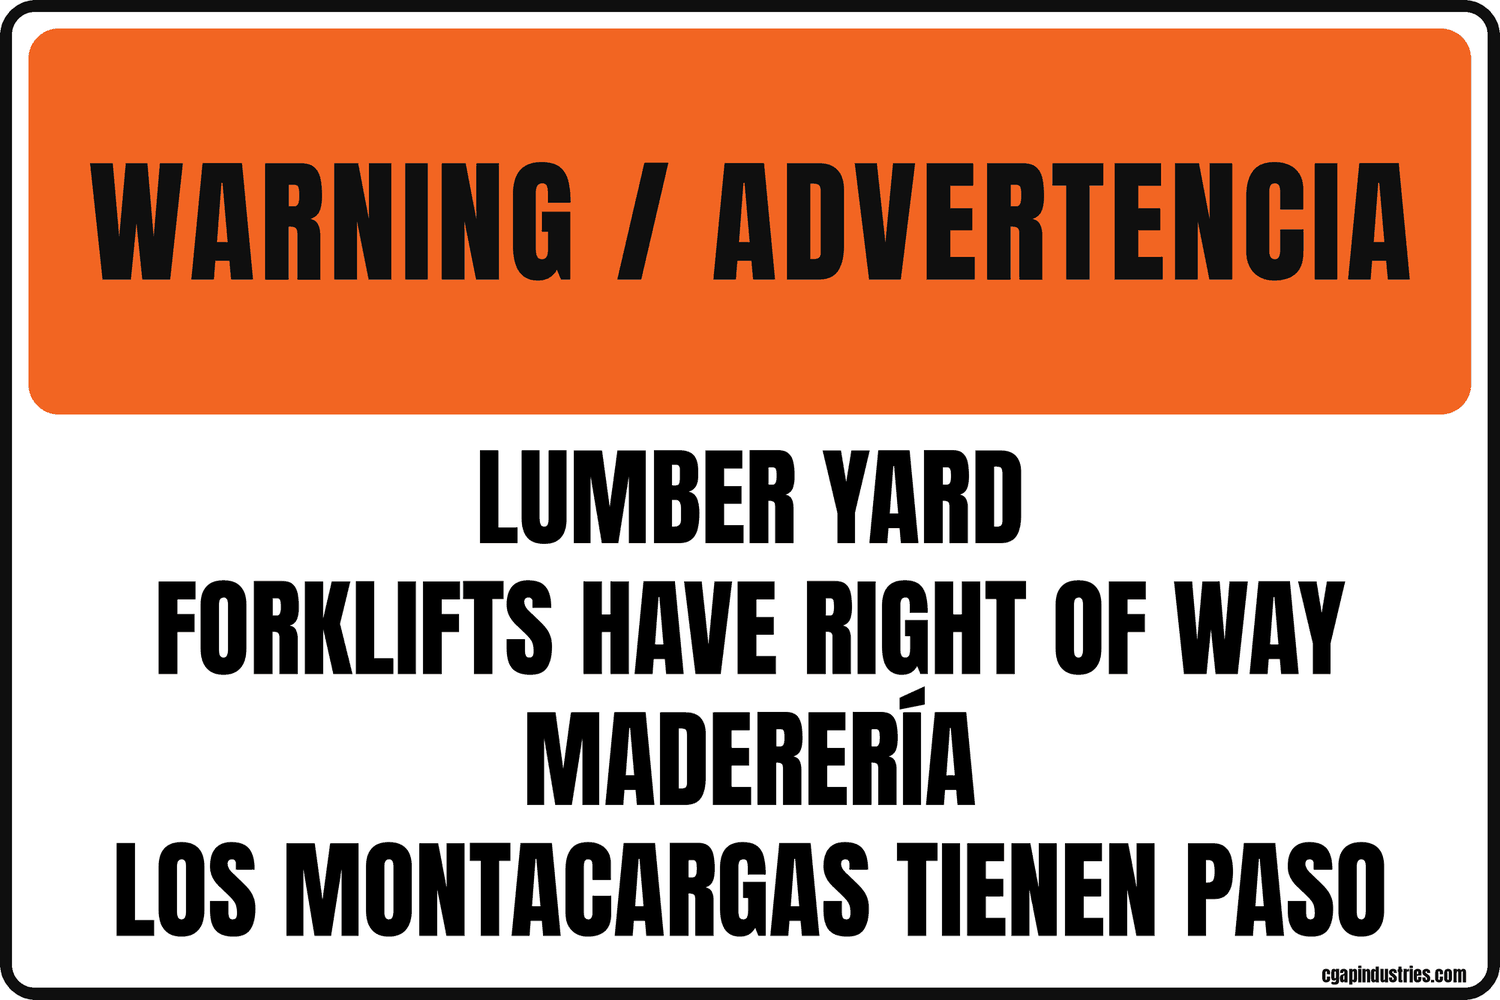 WARNING / ADVERTENCIA
LUMBER YARD
FORKLIFTS HAVE RIGHT OF WAY
MADERERÍA
LOS MONTACARGAS TIENEN PASO
cgapindustries.com